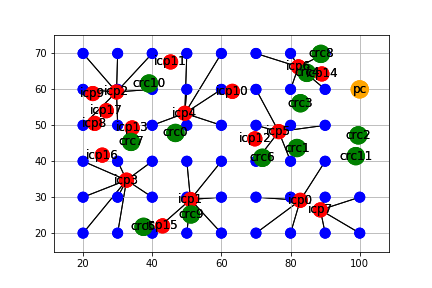 70
crc8
icp11
icp6
icp14
crc10
60
icp9
icp2
icp10
pc
icp17
crc3
icp4
50
icp8
icp13
crc0
icp5
crc2
icp12
crc7
crc1
40
icp16
crc6
crc11
icp3
30
icp1
icp0
icp7
crc9
20
icp15
20 40 60 80 100